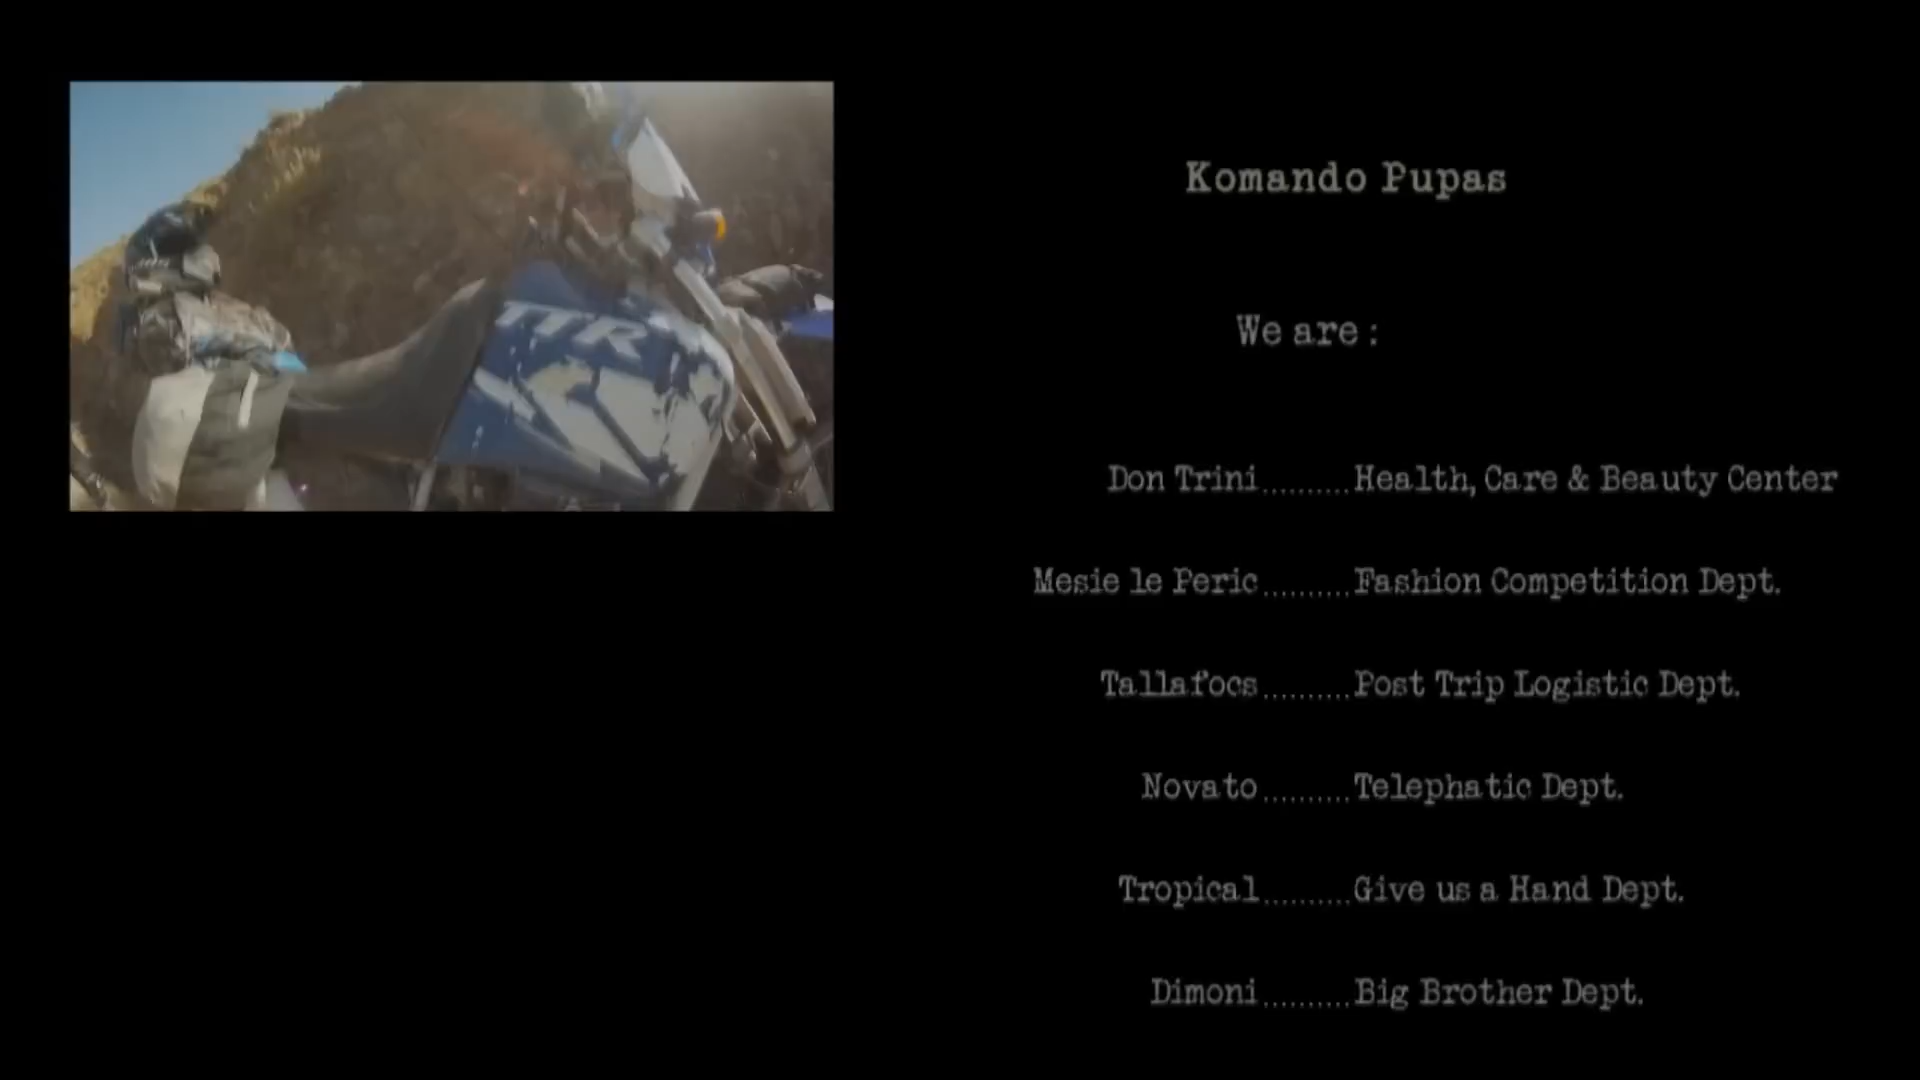 TTR
Komando Pupas
We are :
Don Trini..........Health, Care & Beauty Center
Mesie le Peric..........Fashion Competition Dept.
Tallafocs..........Post Trip Logistic Dept.
Novato..........Telephatic Dept.
Tropical..........Give us a Hand Dept.
Dimoni..........Big Brother Dept.